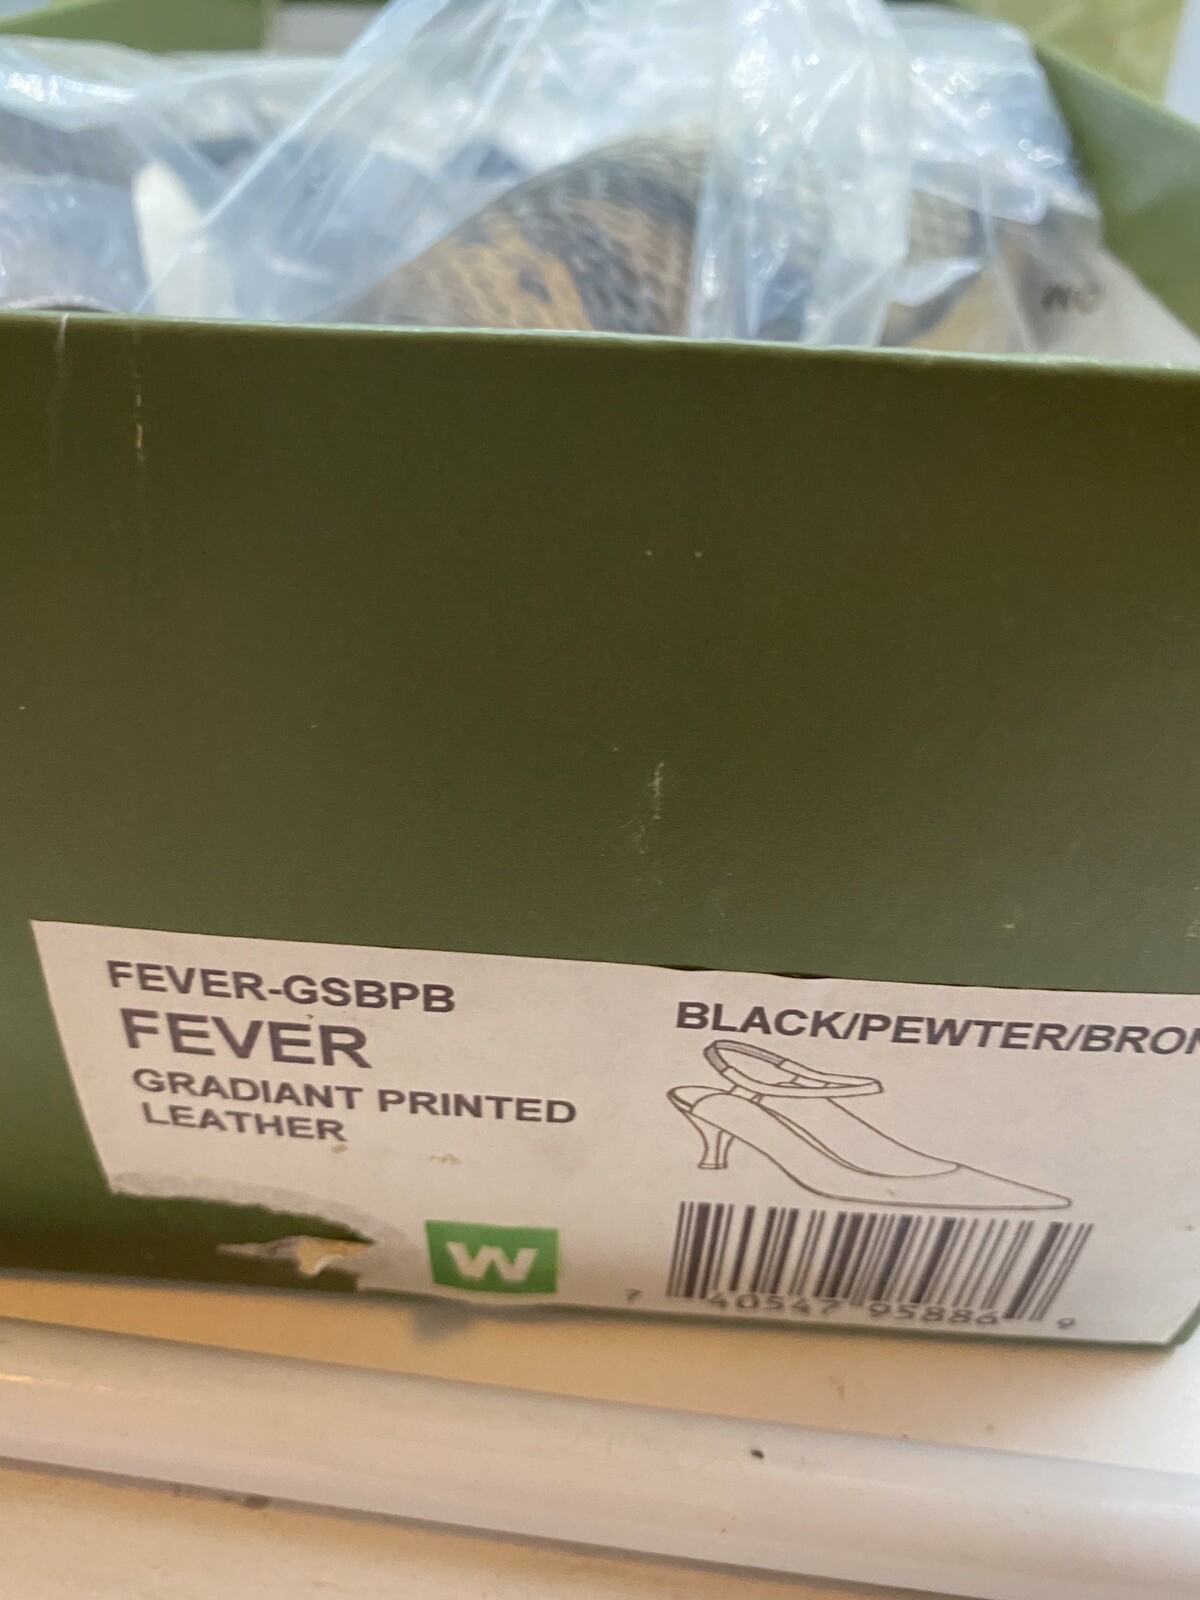 FEVER-GSBPB
FEVER
GRADIANT PRINTED
LEATHER
BLACK/PEWTER/BRON
W
7 40547 95886 9